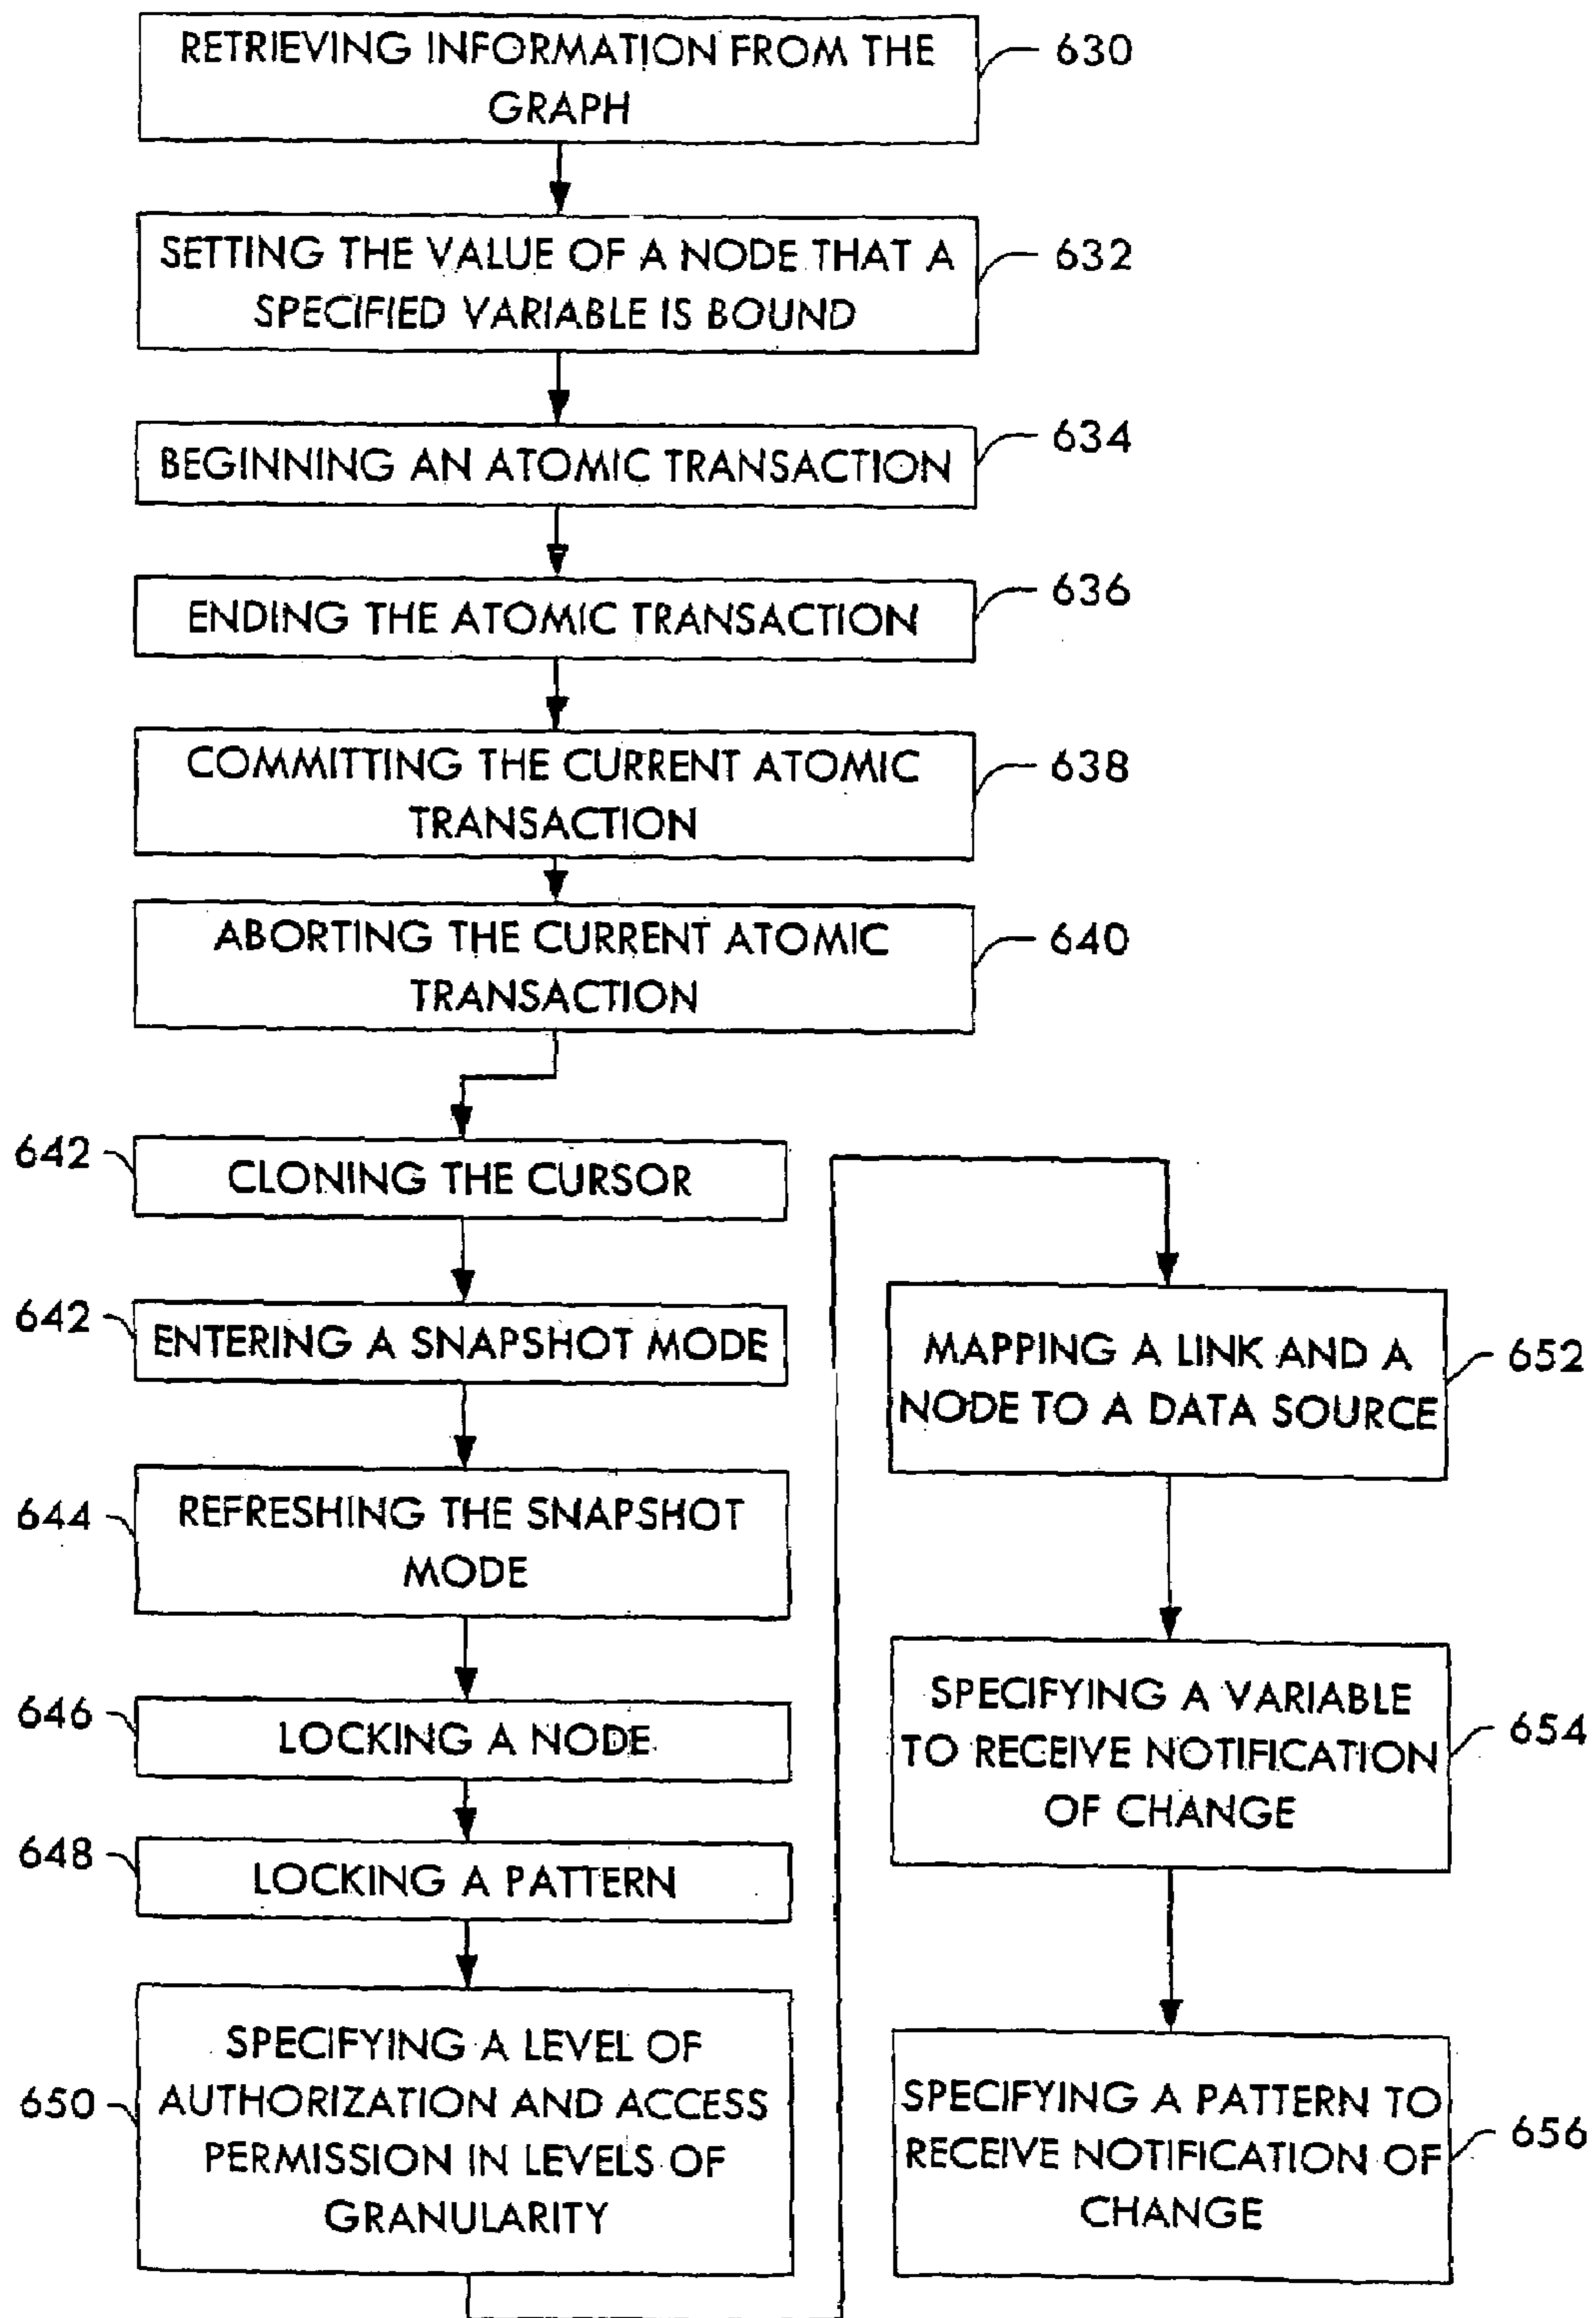 RETRIEVING INFORMATION FROM THE
GRAPH
630
SETTING THE VALUE OF A NODE THAT A
SPECIFIED VARIABLE IS BOUND
632
BEGINNING AN ATOMIC TRANSACTION
634
ENDING THE ATOMIC TRANSACTION
636
COMMITTING THE CURRENT ATOMIC
TRANSACTION
638
ABORTING THE CURRENT ATOMIC
TRANSACTION
640
642
CLONING THE CURSOR
642
ENTERING A SNAPSHOT MODE
644
REFRESHING THE SNAPSHOT
MODE
646
LOCKING A NODE
648
LOCKING A PATTERN
650
SPECIFYING A LEVEL OF
AUTHORIZATION AND ACCESS
PERMISSION IN LEVELS OF
GRANULARITY
MAPPING A LINK AND A
NODE TO A DATA SOURCE
652
SPECIFYING A VARIABLE
TO RECEIVE NOTIFICATION
OF CHANGE
654
SPECIFYING A PATTERN TO
RECEIVE NOTIFICATION OF
CHANGE
656